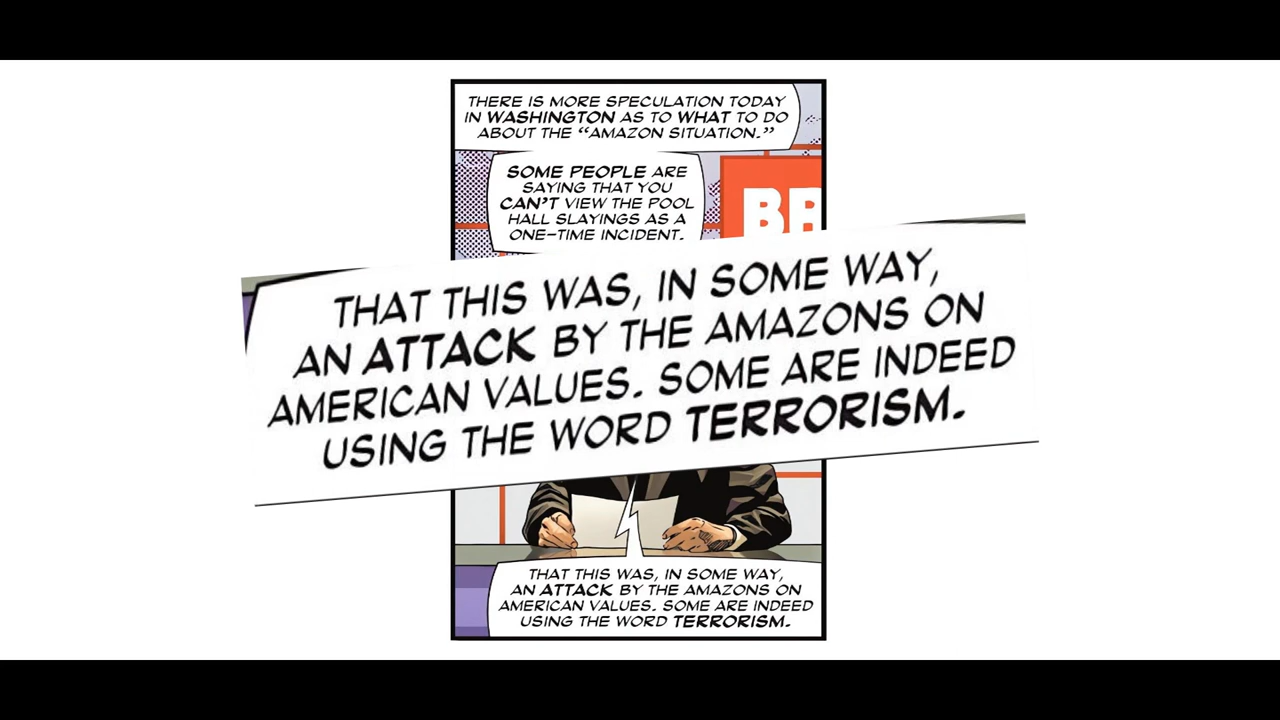 THERE IS MORE SPECULATION TODAY
IN WASHINGTON AS TO WHAT TO DO
ABOUT THE “AMAZON SITUATION.”
SOME PEOPLE ARE
SAYING THAT YOU
CAN'T VIEW THE POOL
HALL SLAYINGS AS A
ONE-TIME INCIDENT.
BR
THAT THIS WAS, IN SOME WAY,
AN ATTACK BY THE AMAZONS ON
AMERICAN VALUES. SOME ARE INDEED
USING THE WORD TERRORISM.
THAT THIS WAS, IN SOME WAY,
AN ATTACK BY THE AMAZONS ON
AMERICAN VALUES. SOME ARE INDEED
USING THE WORD TERRORISM.